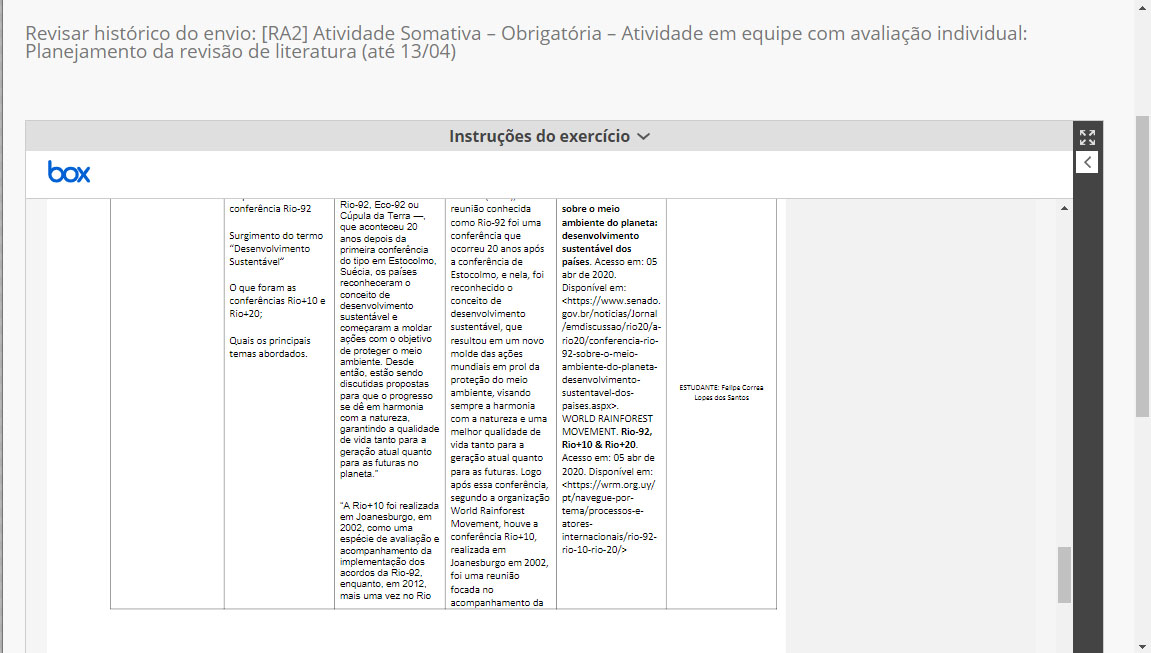 Revisar histórico do envio: [RA2] Atividade Somativa – Obrigatória – Atividade em equipe com avaliação individual:
Planejamento da revisão de literatura (até 13/04)
Instruções do exercício
box
conferência Rio-92
Surgimento do termo
“Desenvolvimento
Sustentável”
O que foram as
conferências Rio+10 e
Rio+20;
Quais os principais
temas abordados.
Rio-92, Eco-92 ou
Cúpula da Terra —,
que aconteceu 20
anos depois da
primeira conferência
do tipo em Estocolmo,
Suécia, os países
reconheceram o
conceito de
desenvolvimento
sustentável e
começaram a moldar
ações com o objetivo
de proteger o meio
ambiente. Desde
então, estão sendo
discutidas propostas
para que o progresso
se dê em harmonia
com a natureza,
garantindo a qualidade
de vida tanto para a
geração atual quanto
para as futuras no
planeta.”
“A Rio+10 foi realizada
em Joanesburgo, em
2002, como uma
espécie de avaliação e
acompanhamento da
implementação dos
acordos da Rio-92,
enquanto, em 2012,
mais uma vez no Rio
reunião conhecida
como Rio-92 foi uma
conferência que
ocorreu 20 anos após
a conferência de
Estocolmo, e nela, foi
reconhecido o
conceito de
desenvolvimento
sustentável, que
resultou em um novo
molde das ações
mundiais em prol da
proteção do meio
ambiente, visando
sempre a harmonia
com a natureza e uma
melhor qualidade de
vida tanto para a
geração atual quanto
para as futuras. Logo
após essa conferência,
segundo a organização
World Rainforest
Movement, houve a
conferência Rio+10,
realizada em
Joanesburgo em 2002,
foi uma reunião
focada no
acompanhamento da
sobre o meio
ambiente do planeta:
desenvolvimento
sustentável dos
países. Acesso em: 05
abr de 2020.
Disponível em:
<https://www.senado.
gov.br/noticias/Jornal
/emdiscussao/rio20/a-
rio20/conferencia-rio-
92-sobre-o-meio-
ambiente-do-planeta-
desenvolvimento-
sustentavel-dos-
paises.aspx>.
WORLD RAINFOREST
MOVEMENT. Rio-92,
Rio+10 & Rio+20.
Acesso em: 05 abr de
2020. Disponível em:
<https://wrm.org.uy/
pt/navegue-por-
tema/processos-e-
atores-
internacionais/rio-92-
rio-10-rio-20/>
ESTUDANTE: Felipe Correa
Lopes dos Santos